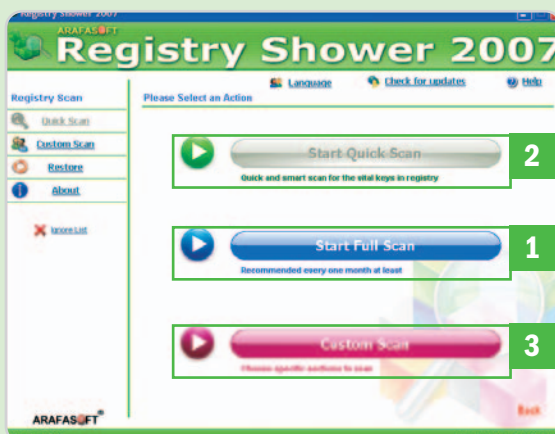 Registry Shower 2007
ARAFASOFT
Registry Shower 2007
Language
Check for updates
Help
Registry Scan
Please Select an Action
Quick Scan
Custom Scan
Restore
About
Ignore List
Start Quick Scan
2
Quick and smart scan for the vital keys in registry
Start Full Scan
1
Recommended every one month at least
Custom Scan
3
Choose specific sections to scan
Back
ARAFASOFT®